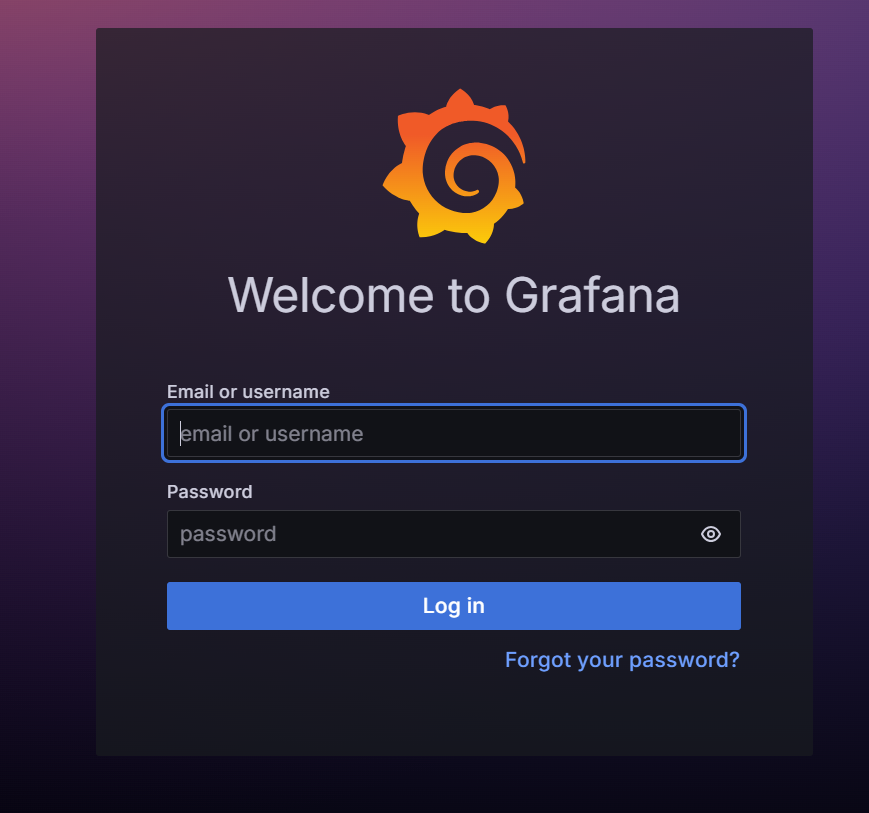 Welcome to Grafana
Email or username
email or username
Password
password
Log in
Forgot your password?